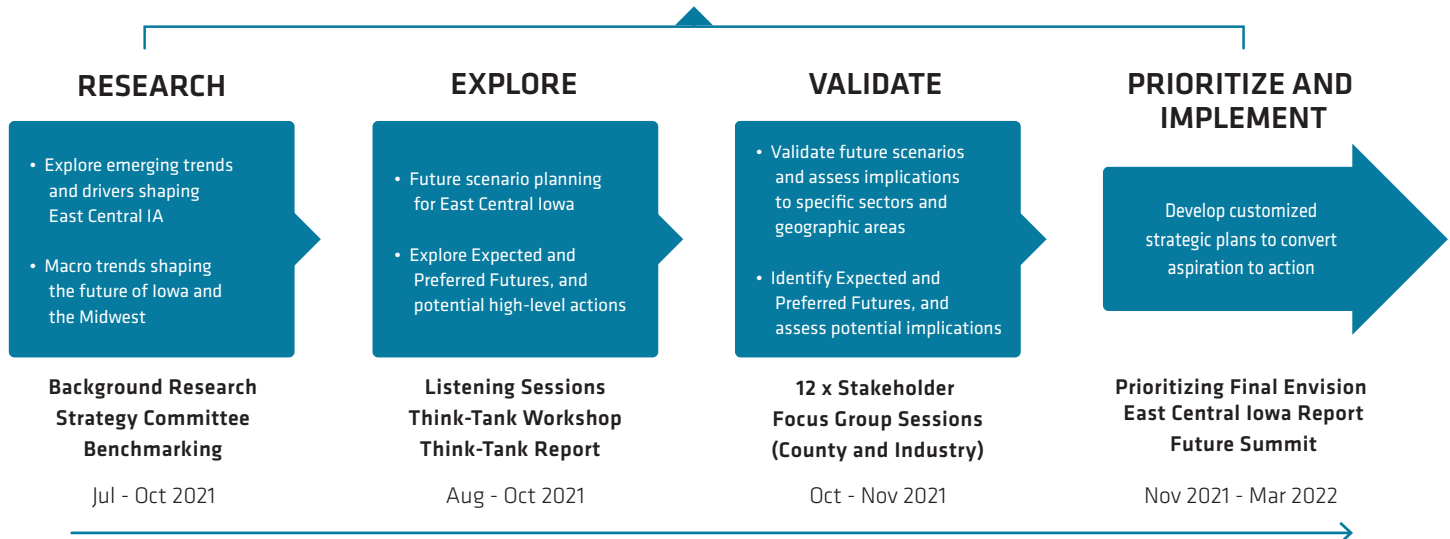 RESEARCH
• Explore emerging trends
and drivers shaping
East Central IA
• Macro trends shaping
the future of Iowa and
the Midwest
Background Research
Strategy Committee
Benchmarking
Jul - Oct 2021
EXPLORE
• Future scenario planning
for East Central Iowa
• Explore Expected and
Preferred Futures, and
potential high-level actions
Listening Sessions
Think-Tank Workshop
Think-Tank Report
Aug - Oct 2021
VALIDATE
• Validate future scenarios
and assess implications
to specific sectors and
geographic areas
• Identify Expected and
Preferred Futures, and
assess potential implications
12 x Stakeholder
Focus Group Sessions
(County and Industry)
Oct - Nov 2021
PRIORITIZE AND
IMPLEMENT
Develop customized
strategic plans to convert
aspiration to action
Prioritizing Final Envision
East Central Iowa Report
Future Summit
Nov 2021 - Mar 2022